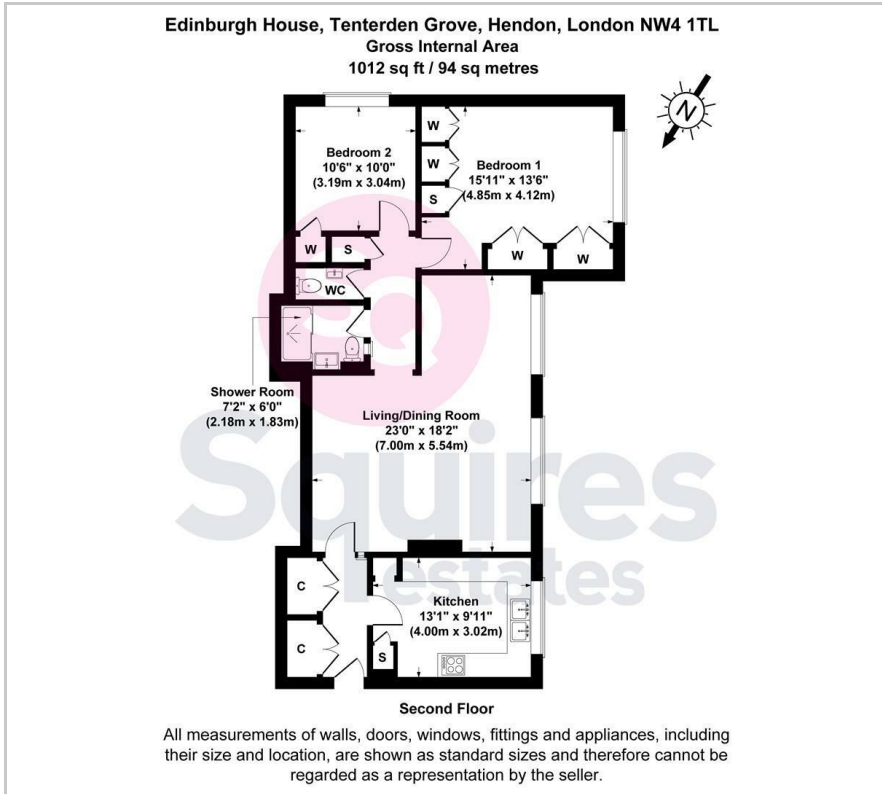 Edinburgh House, Tenterden Grove, Hendon, London NW4 1TL
Gross Internal Area
1012 sq ft / 94 sq metres
N
Bedroom 2
10'6" x 10'0"
(3.19m x 3.04m)
W
W
S
Bedroom 1
15'11" x 13'6"
(4.85m x 4.12m)
W
W
W
S
WC
SQ
Shower Room
7'2" x 6'0"
(2.18m x 1.83m)
Living/Dining Room
23'0" x 18'2"
(7.00m x 5.54m)
Squires
estates
C
C
Kitchen
13'1" x 9'11"
(4.00m x 3.02m)
S
Second Floor
All measurements of walls, doors, windows, fittings and appliances, including
their size and location, are shown as standard sizes and therefore cannot be
regarded as a representation by the seller.